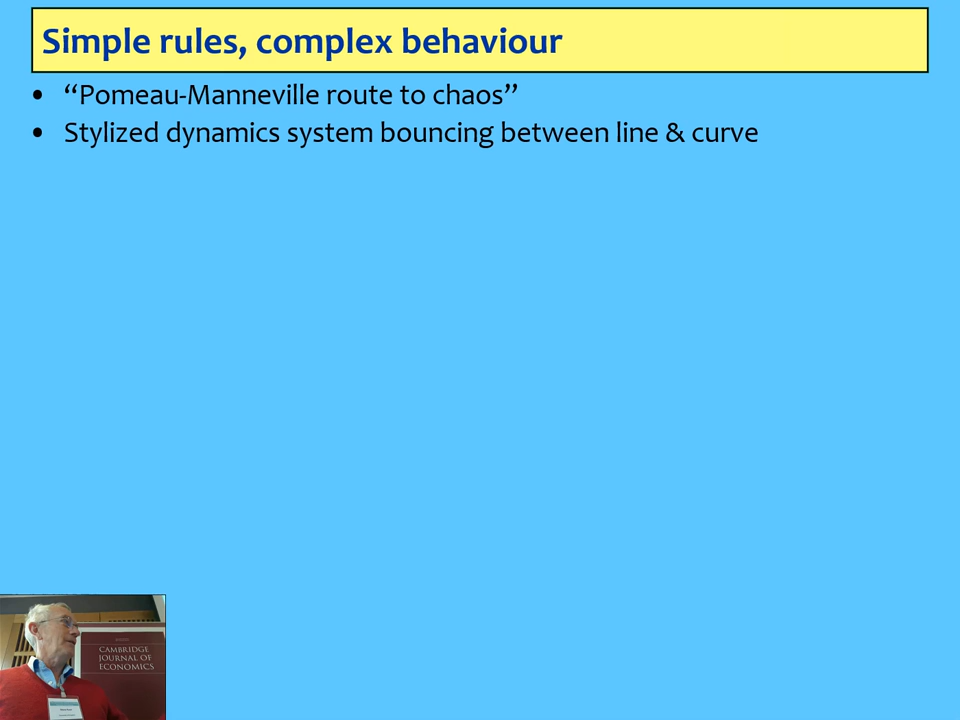 Simple rules, complex behaviour
• “Pomeau-Manneville route to chaos”
• Stylized dynamics system bouncing between line & curve
CAMBRIDGE
JOURNAL OF
ECONOMICS